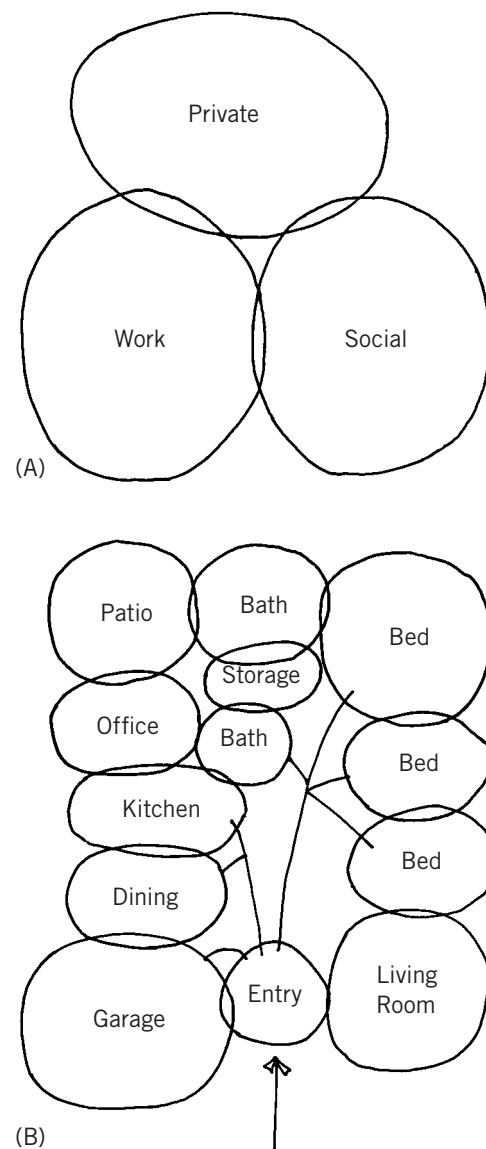 Private
Work
Social
(A)
Patio
Bath
Bed
Storage
Office
Bath
Bed
Kitchen
Bed
Dining
Living
Room
Entry
Garage
(B)